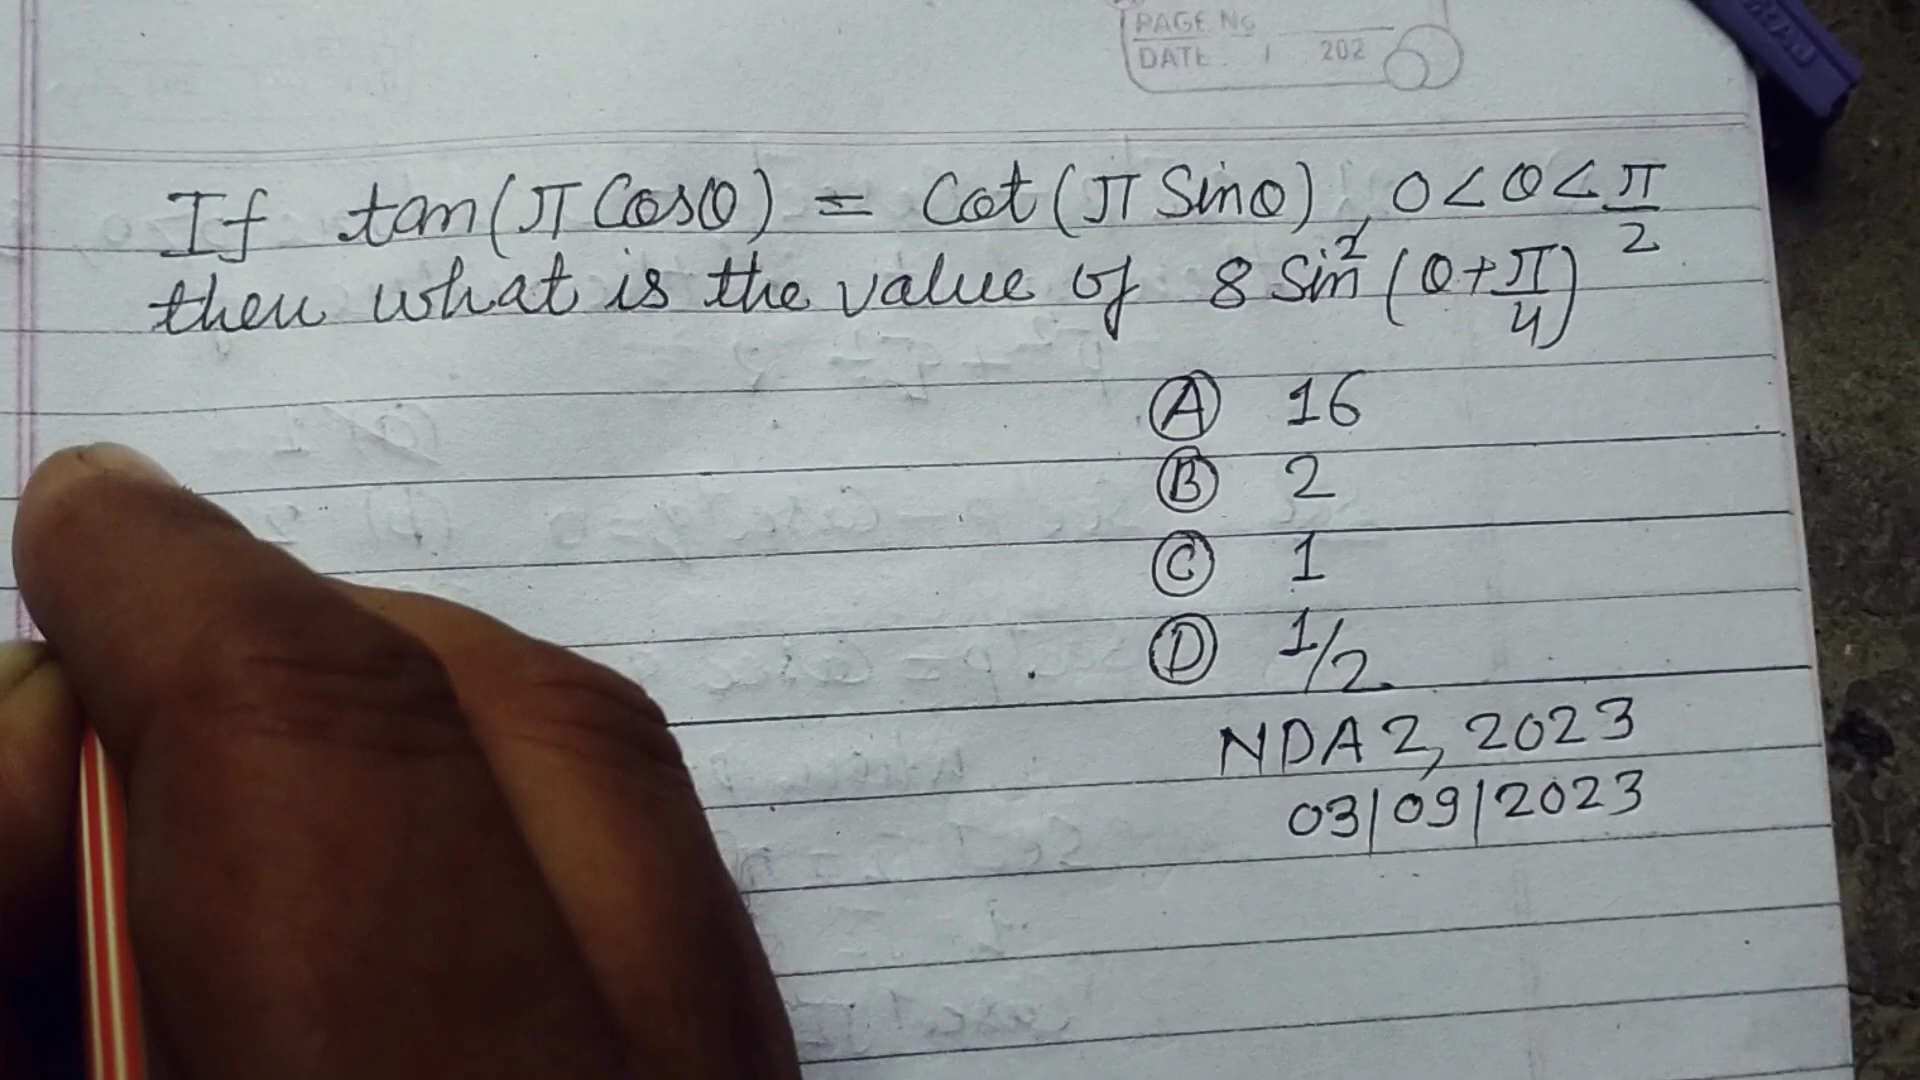 PAGE No
DATE / 202
If tan(π Cosθ) = Cot(π Sinθ), 0<θ<π/2
then what is the value of 8 Sin²(θ+π/4)
Ⓐ 16
Ⓑ 2
Ⓒ 1
Ⓓ 1/2
NDA 2, 2023
03|09|2023